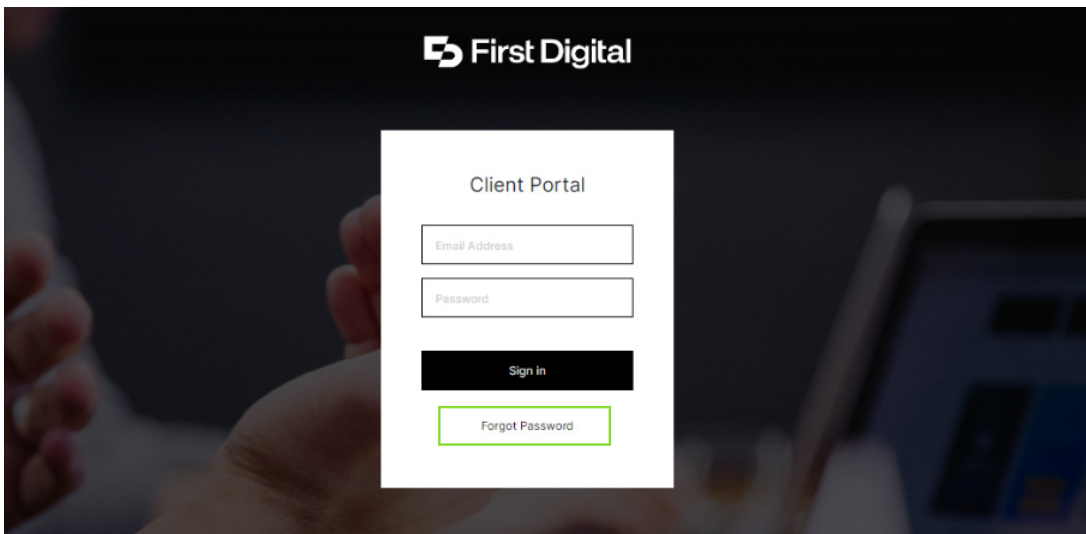 First Digital
Client Portal
Email Address
Password
Sign in
Forgot Password